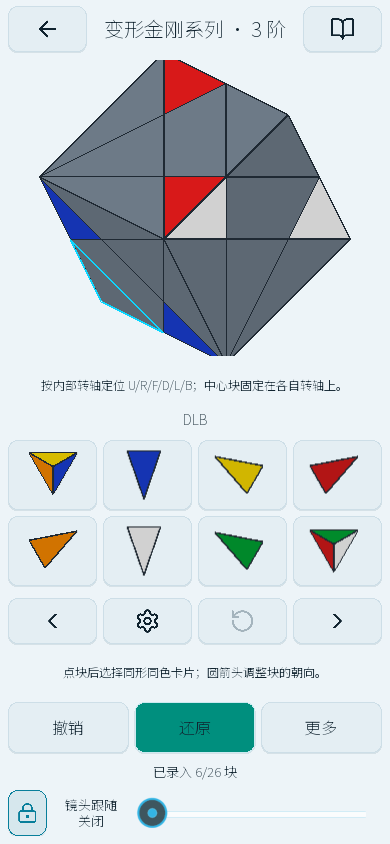 变形金刚系列 · 3 阶
按内部转轴定位 U/R/F/D/L/B；中心块固定在各自转轴上。
DLB
点块后选择同形同色卡片；圆箭头调整块的朝向。
撤销
还原
更多
已录入 6/26 块
镜头跟随
关闭